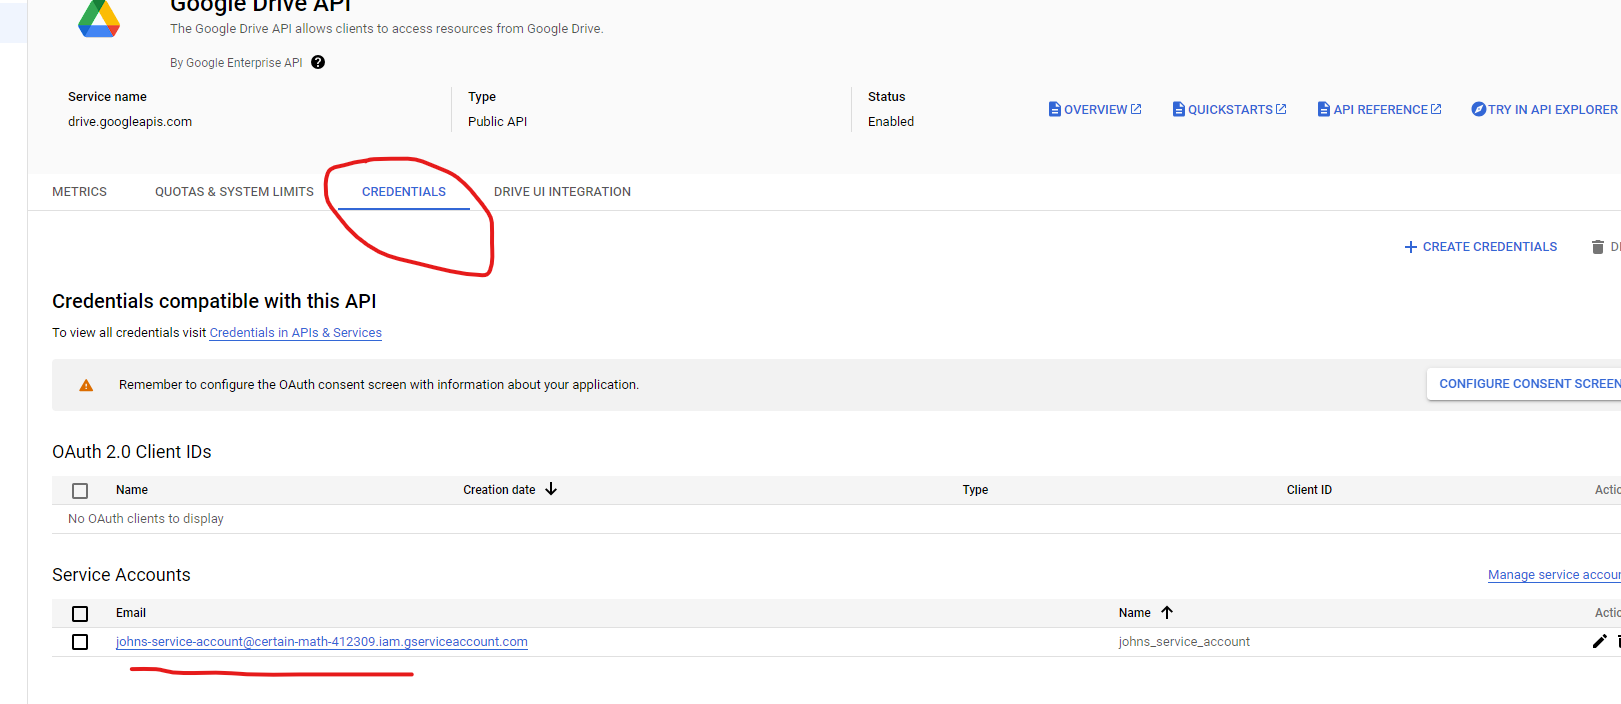 Google Drive API
The Google Drive API allows clients to access resources from Google Drive.
By Google Enterprise API ?
Service name
drive.googleapis.com
Type
Public API
Status
Enabled
OVERVIEW
QUICKSTARTS
API REFERENCE
TRY IN API EXPLORER
METRICS
QUOTAS & SYSTEM LIMITS
CREDENTIALS
DRIVE UI INTEGRATION
+ CREATE CREDENTIALS
Credentials compatible with this API
To view all credentials visit Credentials in APIs & Services
Remember to configure the OAuth consent screen with information about your application.
CONFIGURE CONSENT SCREEN
OAuth 2.0 Client IDs
Name Creation date Type Client ID
No OAuth clients to display
Service Accounts
Manage service
Email Name
johns-service-account@certain-math-412309.iam.gserviceaccount.com johns_service_account